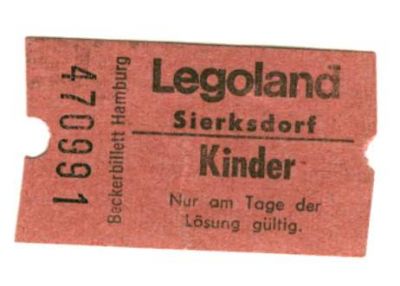 470991
Beckerbillett Hamburg
Legoland
Sierksdorf
Kinder
Nur am Tage der
Lösung gültig.